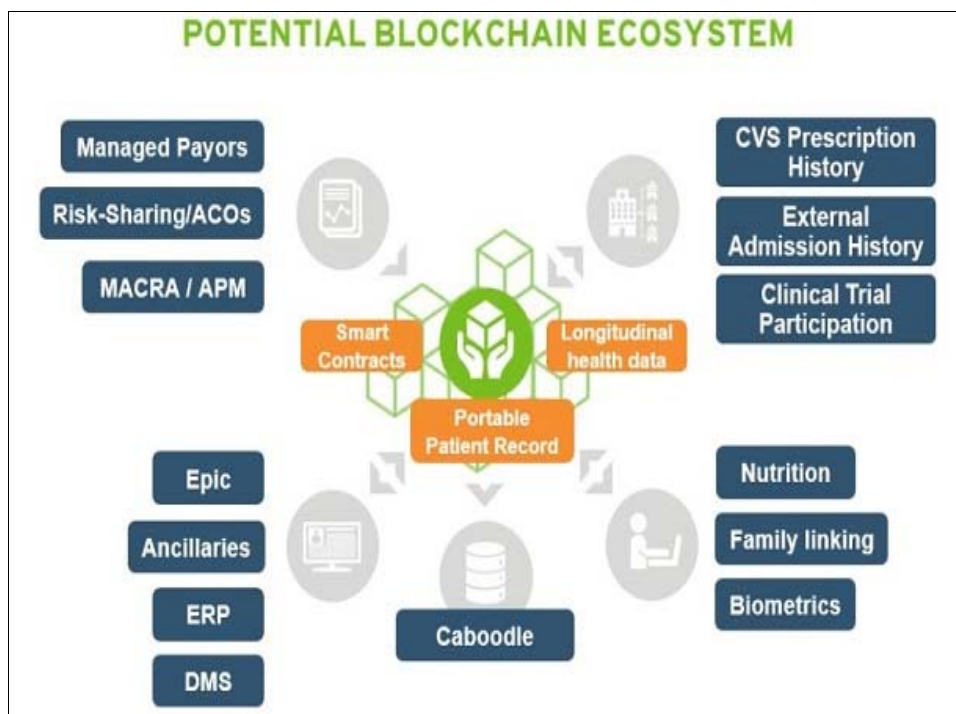 POTENTIAL BLOCKCHAIN ECOSYSTEM
Managed Payors
Risk-Sharing/ACOs
MACRA / APM
CVS Prescription
History
External
Admission History
Clinical Trial
Participation
Smart
Contracts
Longitudinal
health data
Portable
Patient Record
Epic
Ancillaries
ERP
DMS
Caboodle
Nutrition
Family linking
Biometrics